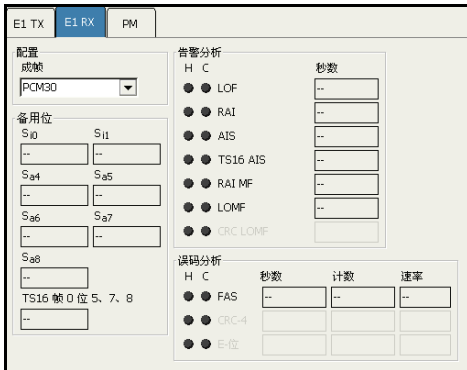 E1 TX E1 RX PM
配置
成帧
PCM30
备用位
Si0 Si1
-- --
Sa4 Sa5
-- --
Sa6 Sa7
-- --
Sa8
--
TS16 帧 0 位 5、7、8
--
告警分析
H C 秒数
LOF --
RAI --
AIS --
TS16 AIS --
RAI MF --
LOMF --
CRC LOMF
误码分析
H C 秒数 计数 速率
FAS -- -- --
CRC-4
E-位